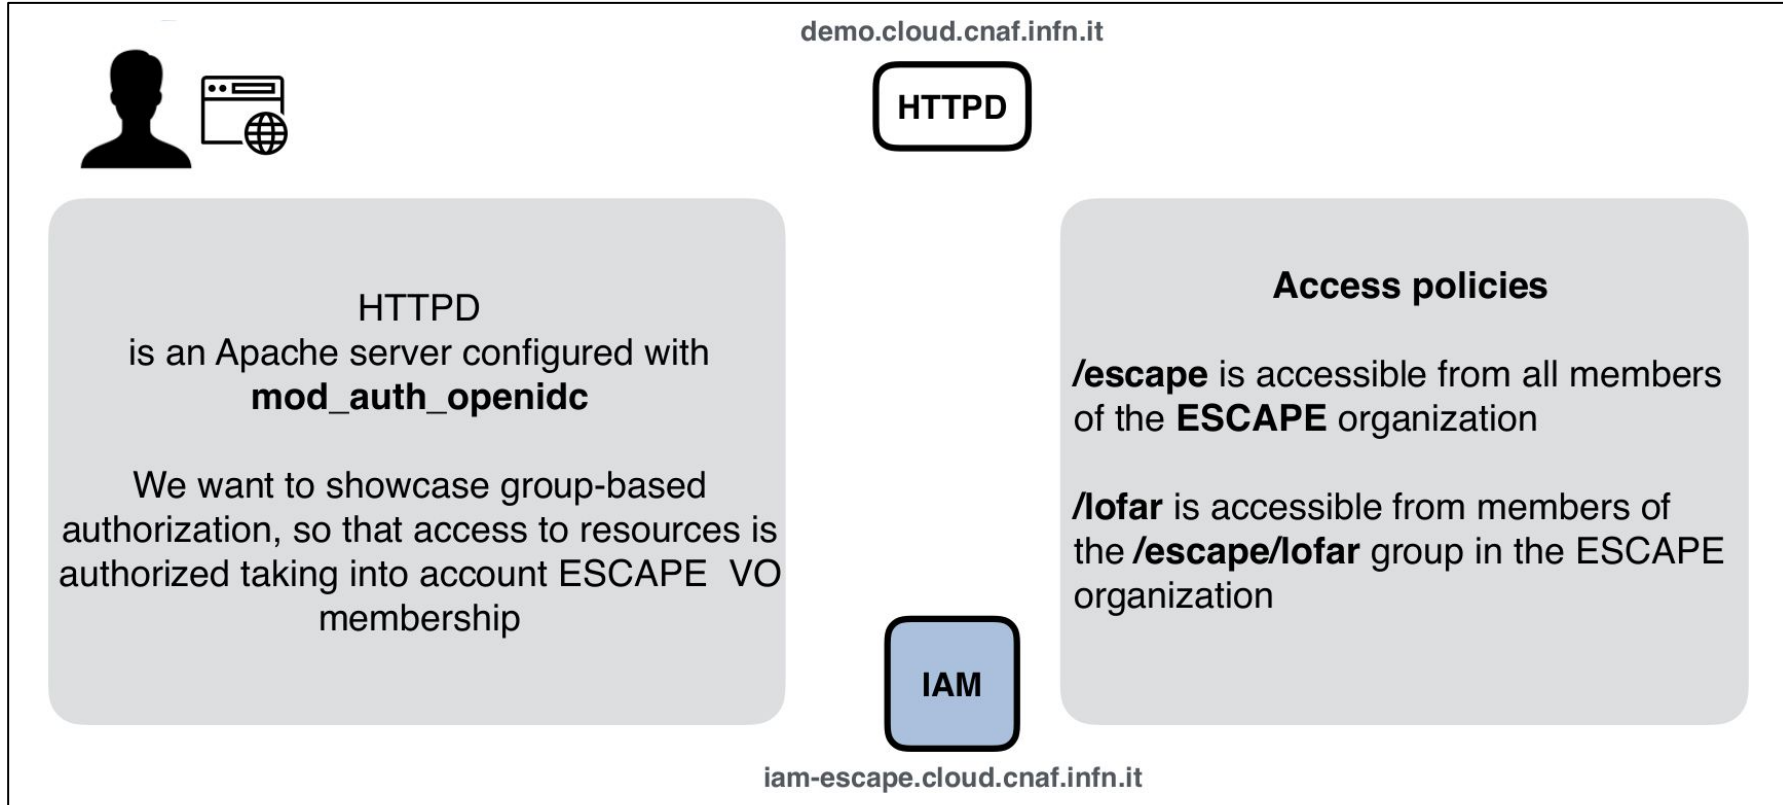 demo.cloud.cnaf.infn.it
HTTPD
HTTPD
is an Apache server configured with
mod_auth_openidc
We want to showcase group-based
authorization, so that access to resources is
authorized taking into account ESCAPE VO
membership
Access policies
/escape is accessible from all members
of the ESCAPE organization
/lofar is accessible from members of
the /escape/lofar group in the ESCAPE
organization
IAM
iam-escape.cloud.cnaf.infn.it